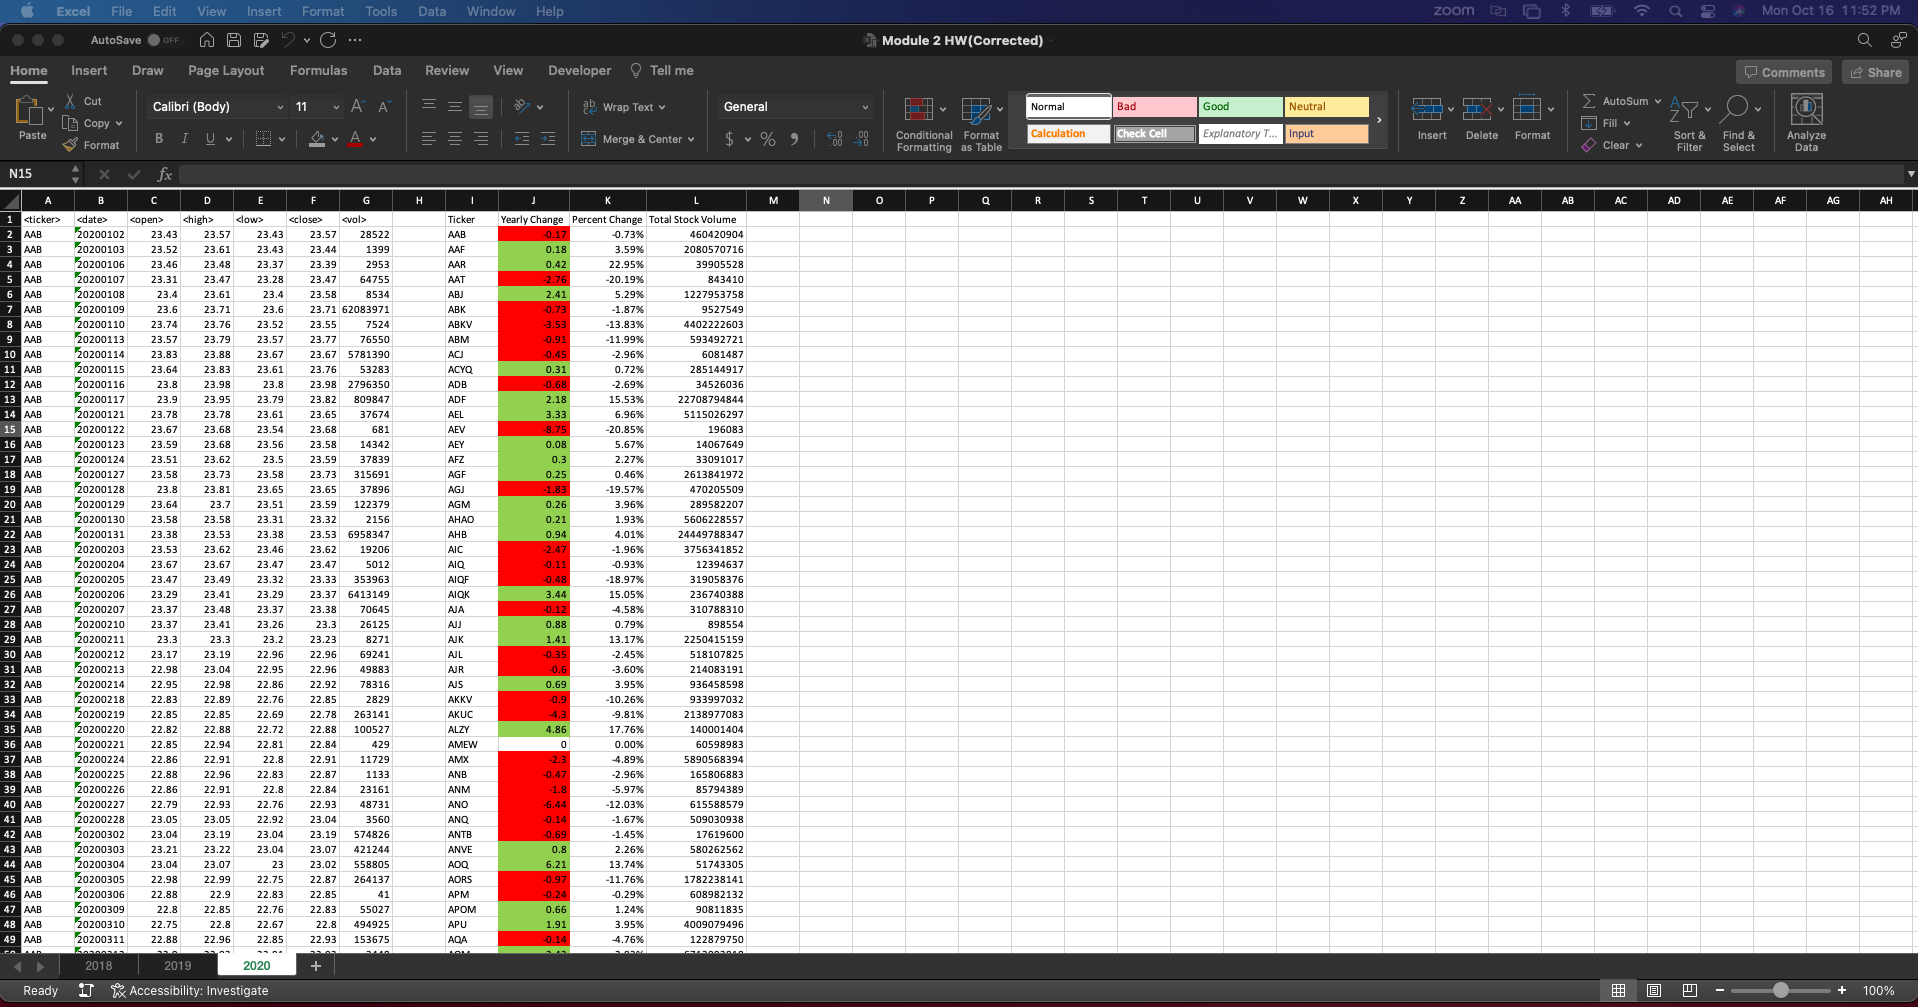 Excel File Edit View Insert Format Tools Data Window Help zoom Mon Oct 16 11:52 PM
AutoSave OFF Module 2 HW(Corrected)
Home Insert Draw Page Layout Formulas Data Review View Developer Tell me Comments Share
Cut Calibri (Body) 11 Wrap Text General Normal Bad Good Neutral AutoSum
Copy Fill
Paste Format B I U Merge & Center $ % Conditional Formatting Format as Table Calculation Check Cell Explanatory T... Input Insert Delete Format Clear Sort & Filter Find & Select Analyze Data
N15 fx
A B C D E F G H I J K L M N O P Q R S T U V W X Y Z AA AB AC AD AE AF AG AH
1 <ticker> <date> <open> <high> <low> <close> <vol> Ticker Yearly Change Percent Change Total Stock Volume
2 AAB 20200102 23.43 23.57 23.43 23.57 28522 AAB -0.17 -0.73% 460420904
3 AAB 20200103 23.52 23.61 23.43 23.44 1399 AAF 0.18 3.59% 2080570716
4 AAB 20200106 23.46 23.48 23.37 23.39 2953 AAR 0.42 22.95% 39905528
5 AAB 20200107 23.31 23.47 23.28 23.47 64755 AAT -2.76 -20.19% 843410
6 AAB 20200108 23.4 23.61 23.4 23.58 8534 ABJ 2.41 5.29% 1227953758
7 AAB 20200109 23.6 23.71 23.6 23.71 62083971 ABK -0.73 -1.87% 9527549
8 AAB 20200110 23.74 23.76 23.52 23.55 7524 ABKV -3.53 -13.83% 4402222603
9 AAB 20200113 23.57 23.79 23.57 23.77 76550 ABM -0.91 -11.99% 593492721
10 AAB 20200114 23.83 23.88 23.67 23.67 5781390 ACJ -0.45 -2.96% 6081487
11 AAB 20200115 23.64 23.83 23.61 23.76 53283 ACYQ 0.31 0.72% 285144917
12 AAB 20200116 23.8 23.98 23.8 23.98 2796350 ADB -0.68 -2.69% 34526036
13 AAB 20200117 23.9 23.95 23.79 23.82 809847 ADF 2.18 15.53% 22708794844
14 AAB 20200121 23.78 23.78 23.61 23.65 37674 AEL 3.33 6.96% 5115026297
15 AAB 20200122 23.67 23.68 23.54 23.68 681 AEV -8.75 -20.85% 196083
16 AAB 20200123 23.59 23.68 23.56 23.58 14342 AEY 0.08 5.67% 14067649
17 AAB 20200124 23.51 23.62 23.5 23.59 37839 AFZ 0.3 2.27% 33091017
18 AAB 20200127 23.58 23.73 23.58 23.73 315691 AGF 0.25 0.46% 2613841972
19 AAB 20200128 23.8 23.81 23.65 23.65 37896 AGJ -1.83 -19.57% 470205509
20 AAB 20200129 23.64 23.7 23.51 23.59 122379 AGM 0.26 3.96% 289582207
21 AAB 20200130 23.58 23.58 23.31 23.32 2156 AHAO 0.21 1.93% 5606228557
22 AAB 20200131 23.38 23.53 23.38 23.53 6958347 AHB 0.94 4.01% 24449788347
23 AAB 20200203 23.53 23.62 23.46 23.62 19206 AIC -2.47 -1.96% 3756341852
24 AAB 20200204 23.67 23.67 23.47 23.47 5012 AIQ -0.11 -0.93% 12394637
25 AAB 20200205 23.47 23.49 23.32 23.33 353963 AIQF -0.48 -18.97% 319058376
26 AAB 20200206 23.29 23.41 23.29 23.37 6413149 AIQK 3.44 15.05% 236740388
27 AAB 20200207 23.37 23.48 23.37 23.38 70645 AJA -0.12 -4.58% 310788310
28 AAB 20200210 23.37 23.41 23.26 23.3 26125 AJJ 0.88 0.79% 898554
29 AAB 20200211 23.3 23.3 23.2 23.23 8271 AJK 1.41 13.17% 2250415159
30 AAB 20200212 23.17 23.19 22.96 22.96 69241 AJL -0.35 -2.45% 518107825
31 AAB 20200213 22.98 23.04 22.95 22.96 49883 AJR -0.6 -3.60% 214083191
32 AAB 20200214 22.95 22.98 22.86 22.92 78316 AJS 0.69 3.95% 936458598
33 AAB 20200218 22.83 22.89 22.76 22.85 2829 AKKV -0.9 -10.26% 933997032
34 AAB 20200219 22.85 22.85 22.69 22.78 263141 AKUC -4.3 -9.81% 2138977083
35 AAB 20200220 22.82 22.88 22.72 22.88 100527 ALZY 4.86 17.76% 140001404
36 AAB 20200221 22.85 22.94 22.81 22.84 429 AMEW 0 0.00% 60598983
37 AAB 20200224 22.86 22.91 22.8 22.91 11729 AMX -2.3 -4.89% 5890568394
38 AAB 20200225 22.88 22.96 22.83 22.87 1133 ANB -0.47 -2.96% 165806883
39 AAB 20200226 22.86 22.91 22.8 22.84 23161 ANM -1.8 -5.97% 85794389
40 AAB 20200227 22.79 22.93 22.76 22.93 48731 ANO -6.44 -12.03% 615588579
41 AAB 20200228 23.05 23.05 22.92 23.04 3560 ANQ -0.14 -1.67% 509030938
42 AAB 20200302 23.04 23.19 23.04 23.19 574826 ANTB -0.69 -1.45% 17619600
43 AAB 20200303 23.21 23.22 23.04 23.07 421244 ANVE 0.8 2.26% 580262562
44 AAB 20200304 23.04 23.07 23 23.02 558805 AOQ 6.21 13.74% 51743305
45 AAB 20200305 22.98 22.99 22.75 22.87 264137 AORS -0.97 -11.76% 1782238141
46 AAB 20200306 22.88 22.9 22.83 22.85 41 APM -0.24 -0.29% 608982132
47 AAB 20200309 22.8 22.85 22.76 22.83 55027 APOM 0.66 1.24% 90811835
48 AAB 20200310 22.75 22.8 22.67 22.8 494925 APU 1.91 3.95% 4009079496
49 AAB 20200311 22.88 22.96 22.85 22.93 153675 AQA -0.14 -4.76% 122879750
2018 2019 2020 +
Ready Accessibility: Investigate 100%